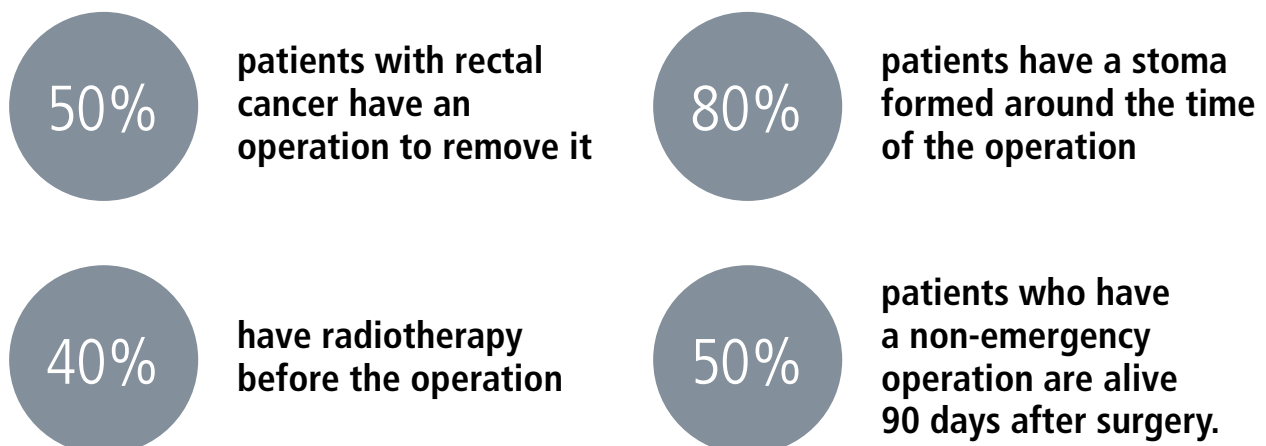 50%
patients with rectal
cancer have an
operation to remove it
80%
patients have a stoma
formed around the time
of the operation
40%
have radiotherapy
before the operation
50%
patients who have
a non-emergency
operation are alive
90 days after surgery.